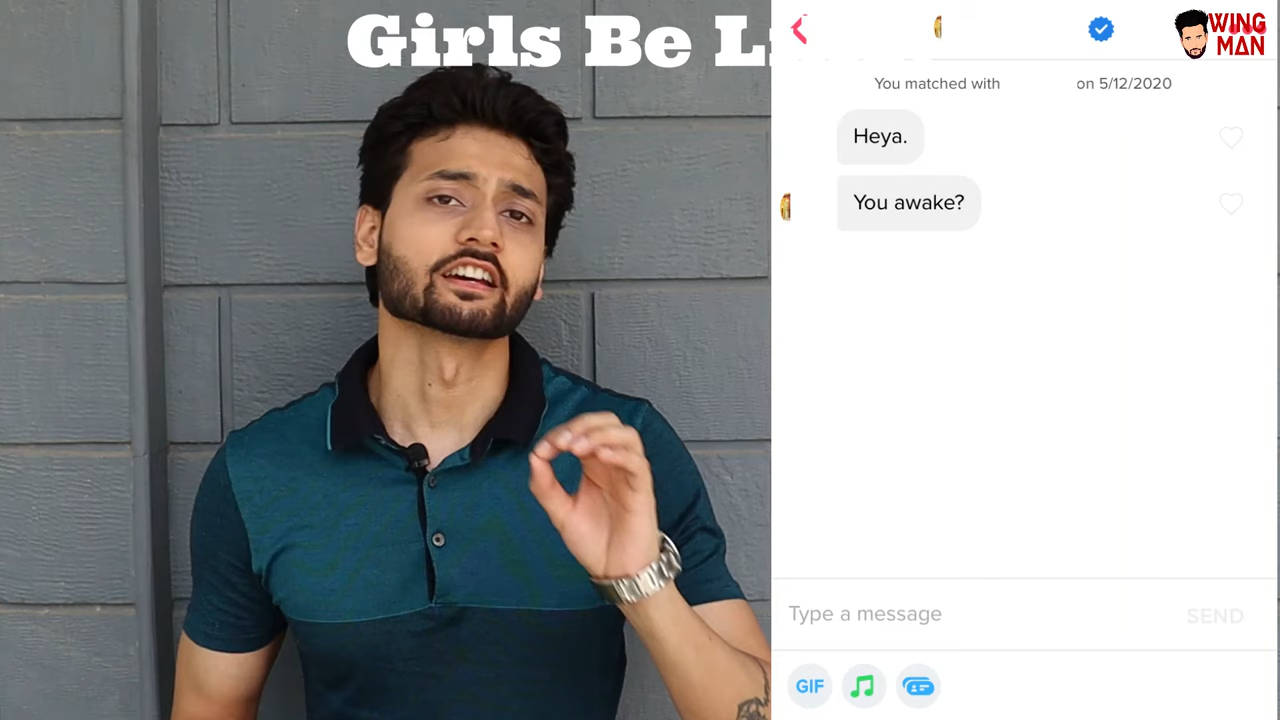 Girls Be
WING
MAN
You matched with on 5/12/2020
Heya.
You awake?
Type a message
SEND
GIF